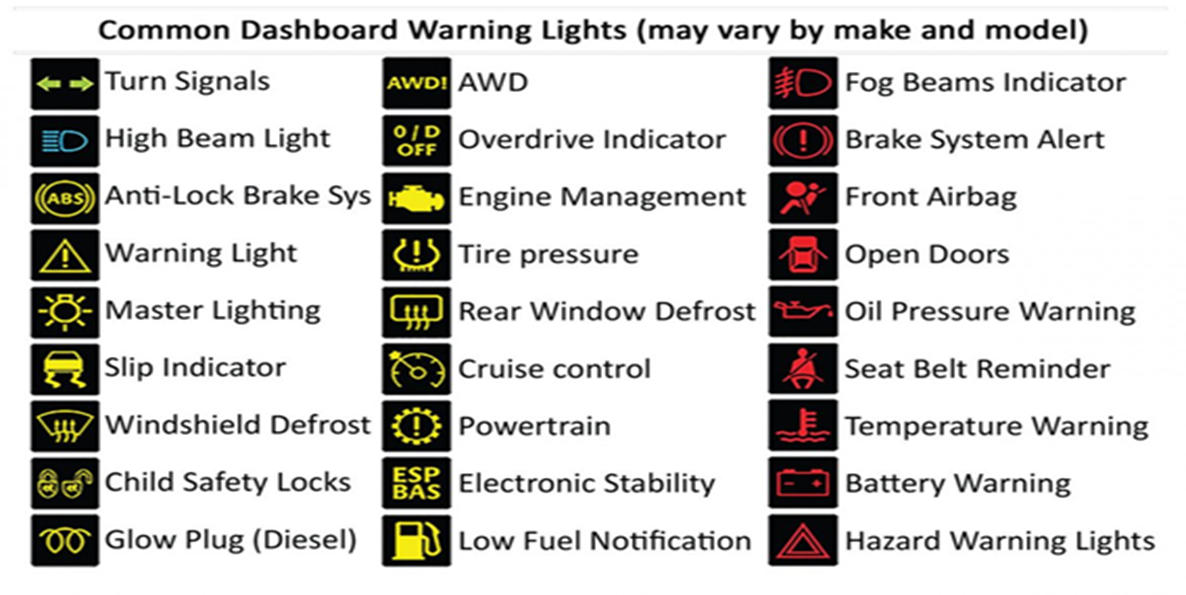 Common Dashboard Warning Lights (may vary by make and model)
Turn Signals
AWD! AWD
Fog Beams Indicator
High Beam Light
O/D
OFF
Overdrive Indicator
Brake System Alert
ABS
Anti-Lock Brake Sys
Engine Management
Front Airbag
Warning Light
Tire pressure
Open Doors
Master Lighting
Rear Window Defrost
Oil Pressure Warning
Slip Indicator
Cruise control
Seat Belt Reminder
Windshield Defrost
Powertrain
Temperature Warning
Child Safety Locks
ESP
BAS
Electronic Stability
Battery Warning
Glow Plug (Diesel)
Low Fuel Notification
Hazard Warning Lights